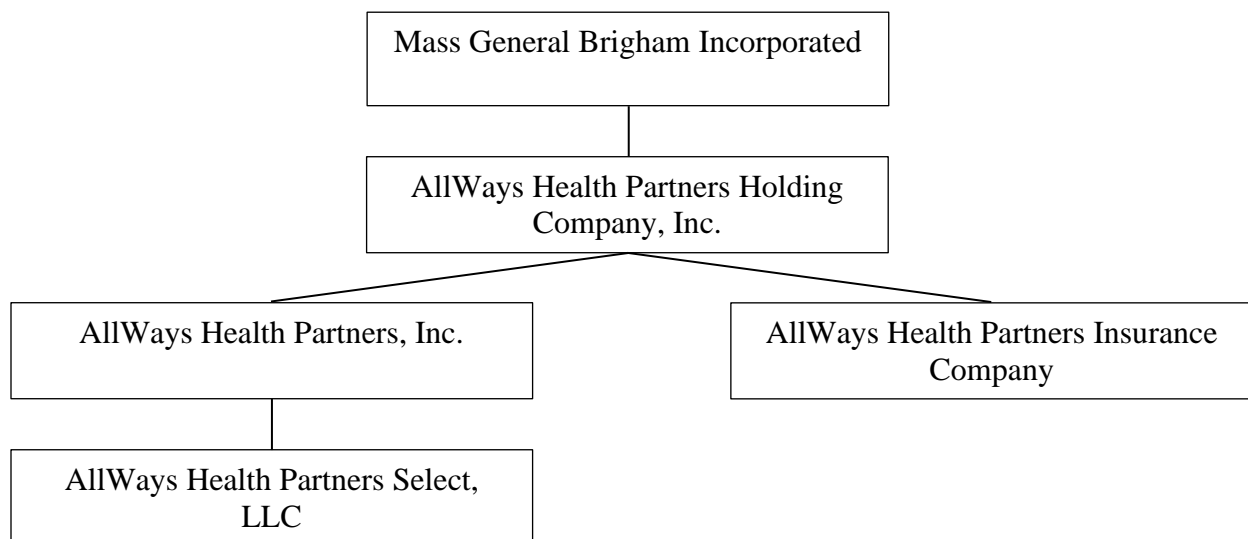 Mass General Brigham Incorporated
AllWays Health Partners Holding
Company, Inc.
AllWays Health Partners, Inc.
AllWays Health Partners Insurance
Company
AllWays Health Partners Select,
LLC